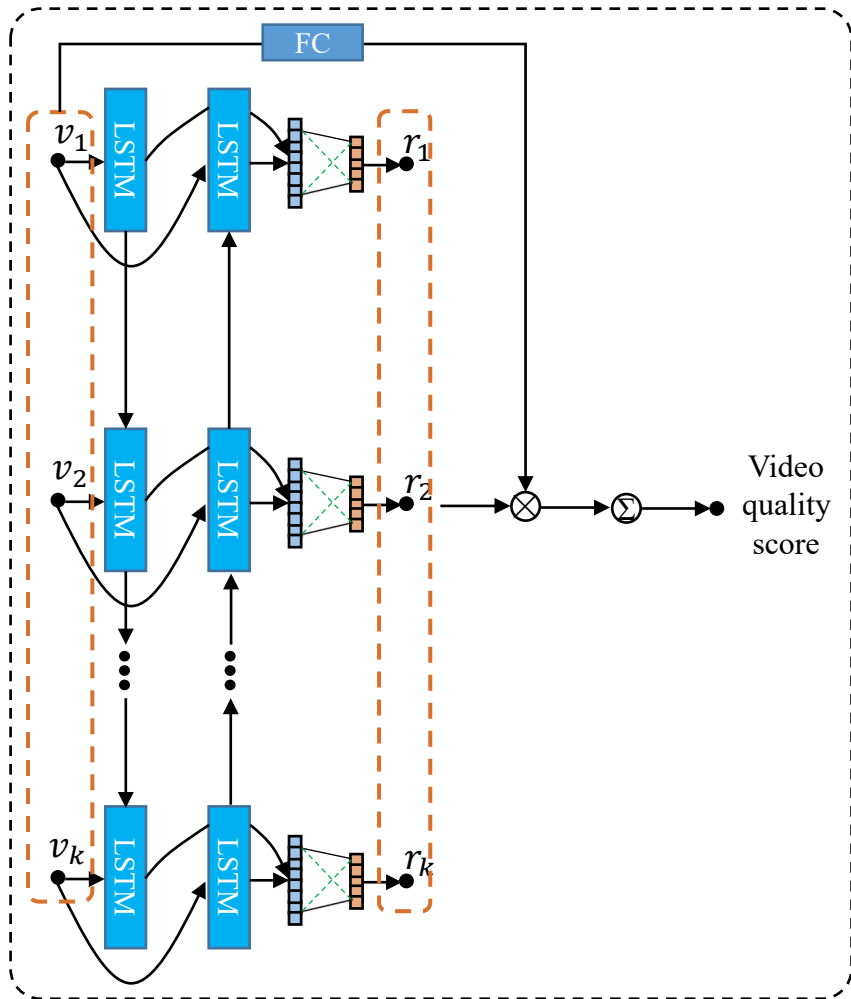 FC
v₁ LSTM LSTM r₁
v₂ LSTM LSTM r₂
Video
quality
score
⊗ Σ
vₖ LSTM LSTM rₖ